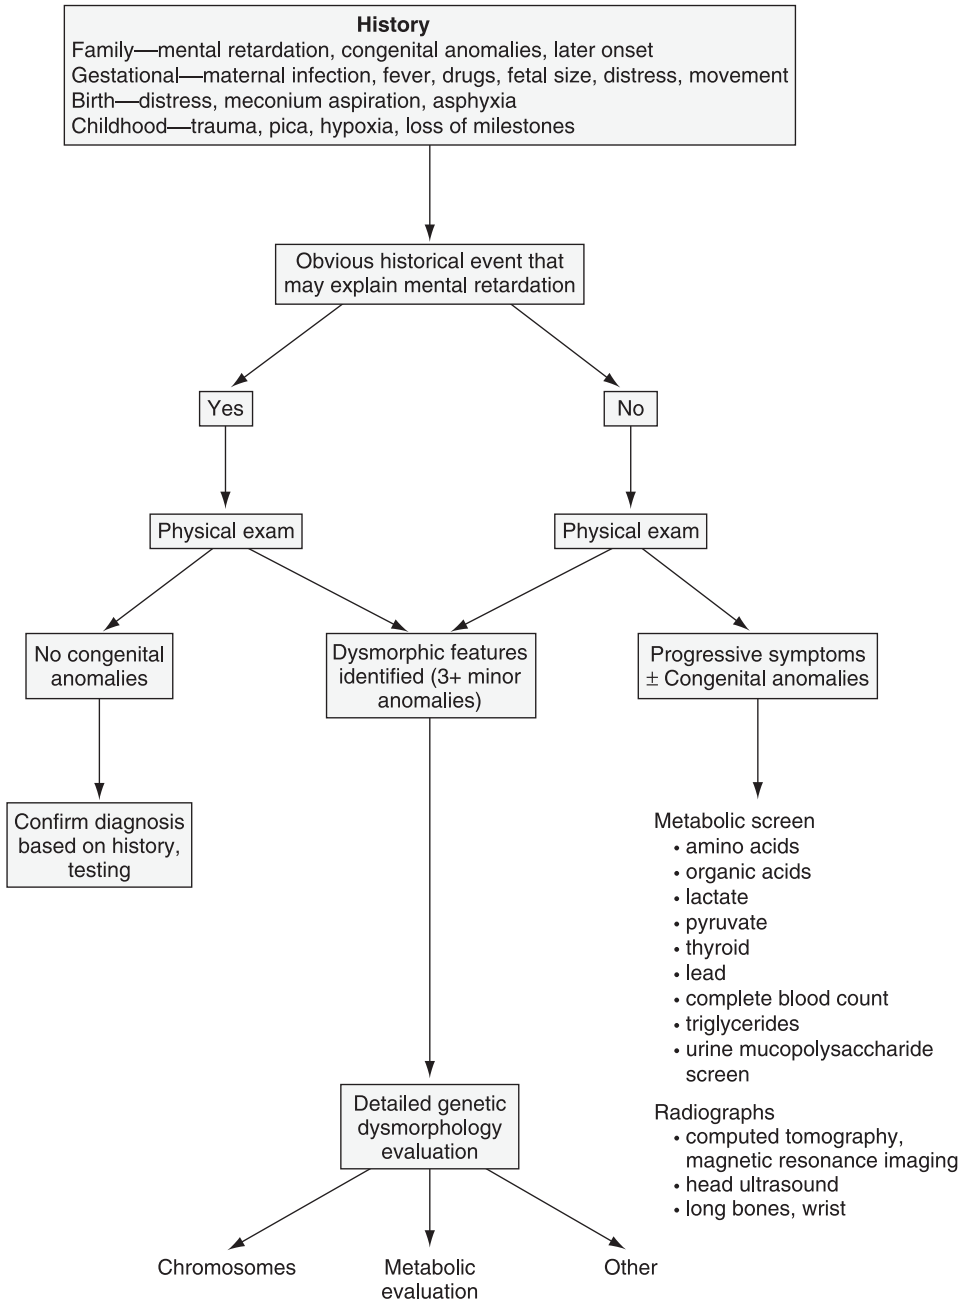 History
Family—mental retardation, congenital anomalies, later onset
Gestational—maternal infection, fever, drugs, fetal size, distress, movement
Birth—distress, meconium aspiration, asphyxia
Childhood—trauma, pica, hypoxia, loss of milestones
Obvious historical event that
may explain mental retardation
Yes
No
Physical exam
Physical exam
No congenital
anomalies
Dysmorphic features
identified (3+ minor
anomalies)
Progressive symptoms
± Congenital anomalies
Confirm diagnosis
based on history,
testing
Metabolic screen
• amino acids
• organic acids
• lactate
• pyruvate
• thyroid
• lead
• complete blood count
• triglycerides
• urine mucopolysaccharide
screen
Radiographs
• computed tomography,
magnetic resonance imaging
• head ultrasound
• long bones, wrist
Detailed genetic
dysmorphology
evaluation
Chromosomes
Metabolic
evaluation
Other